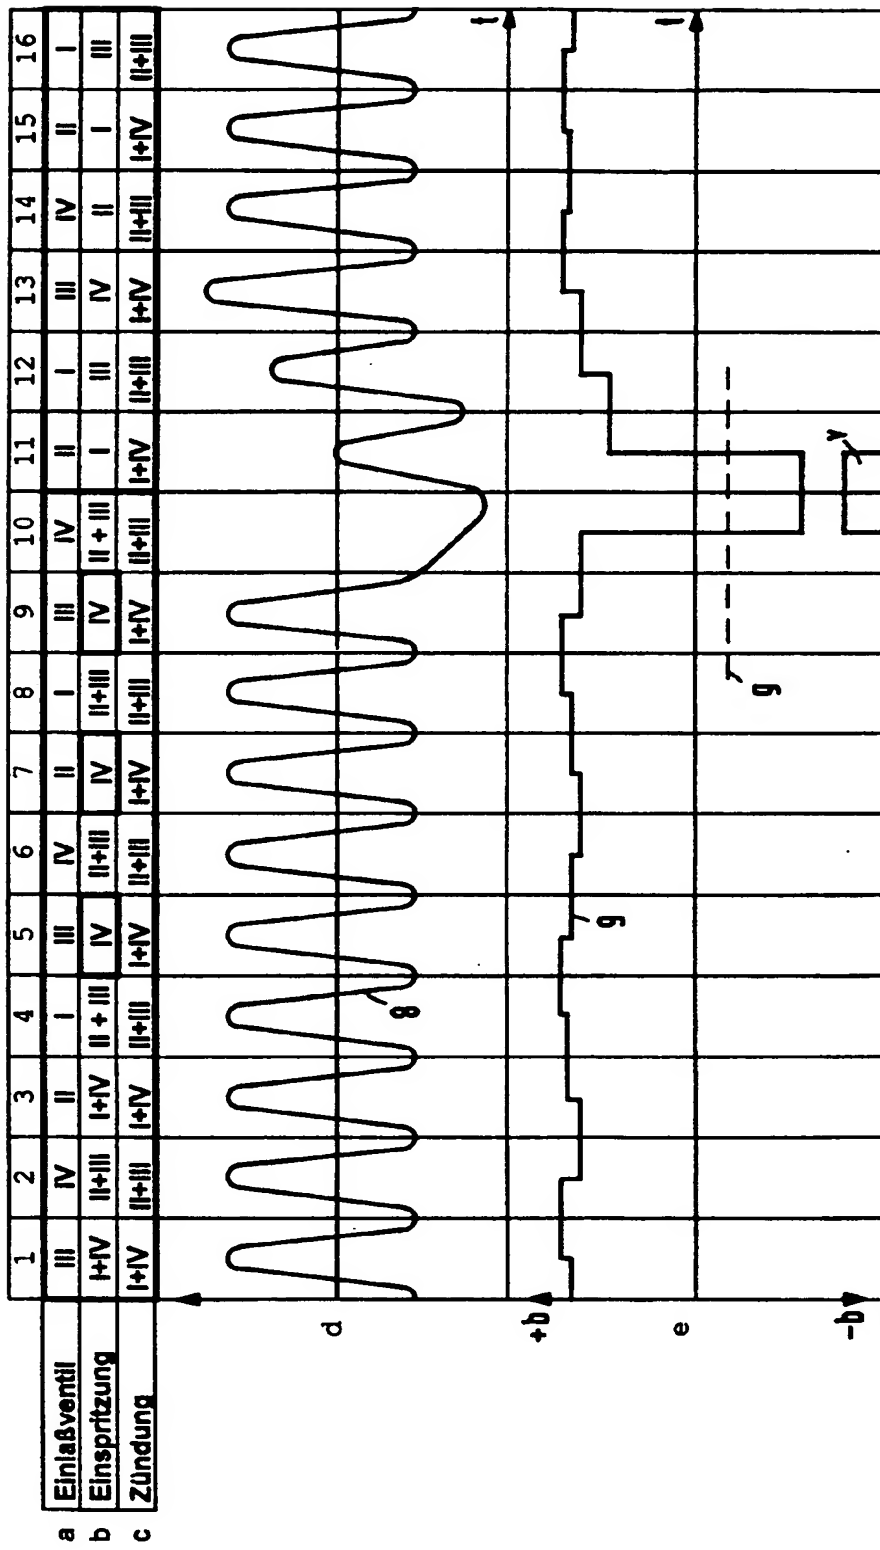 1 2 3 4 5 6 7 8 9 10 11 12 13 14 15 16
a Einlaßventil III IV II I III IV II I III IV II I III IV II I
b Einspritzung I+IV II+III I+IV II + III IV II+III IV II+III IV II + III I III IV II I III
c Zündung I+IV II+III I+IV II+III I+IV II+III I+IV II+III I+IV II+III I+IV II+III I+IV II+III I+IV II+III
d
8
t
+b
g
e
t
g
v
-b